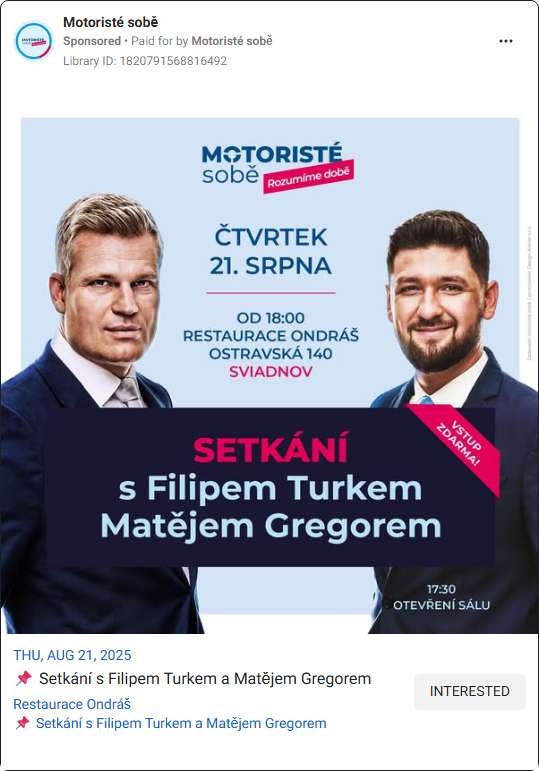 Motoristé sobě
Sponsored • Paid for by Motoristé sobě
Library ID: 1820791568816492
MOTORISTÉ
sobě
Rozumíme době
ČTVRTEK
21. SRPNA
OD 18:00
RESTAURACE ONDRÁŠ
OSTRAVSKÁ 140
SVIADNOV
VSTUP
ZDARMA!
SETKÁNÍ
s Filipem Turkem
Matějem Gregorem
17:30
OTEVŘENÍ SÁLU
THU, AUG 21, 2025
📌 Setkání s Filipem Turkem a Matějem Gregorem
INTERESTED
Restaurace Ondráš
📌 Setkání s Filipem Turkem a Matějem Gregorem